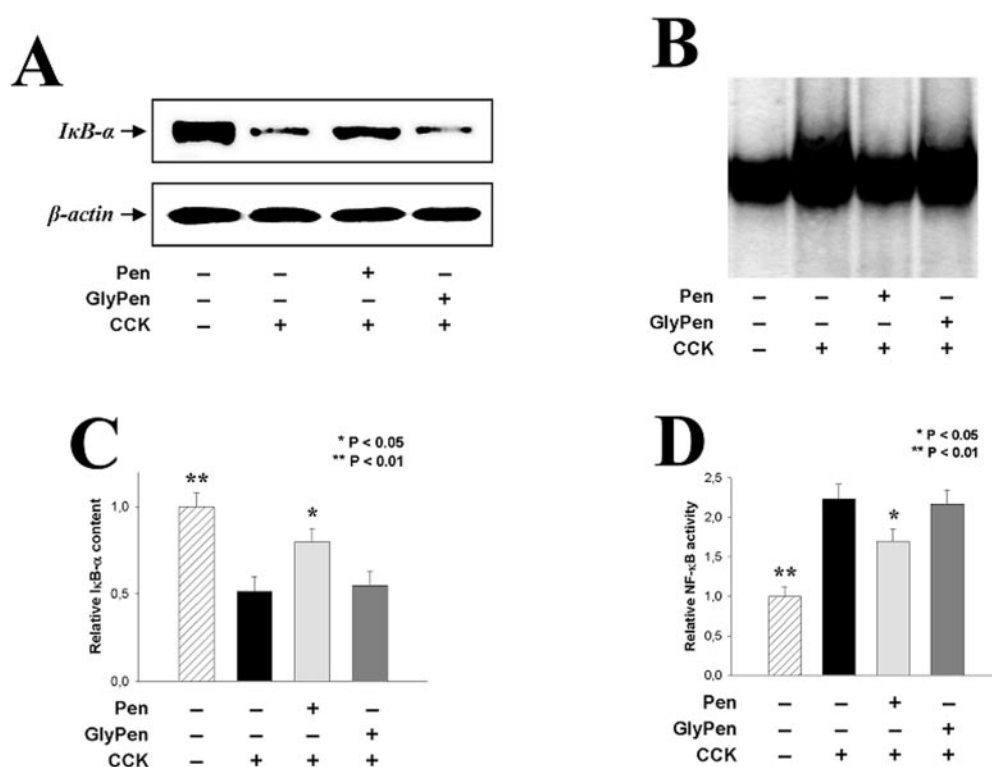 A
IκB-α
β-actin
Pen – – + –
GlyPen – – – +
CCK – + + +
B
Pen – – + –
GlyPen – – – +
CCK – + + +
C
* P < 0.05
** P < 0.01
Relative IκB-α content
1,0
0,5
0,0
**
*
Pen – – + –
GlyPen – – – +
CCK – + + +
D
* P < 0.05
** P < 0.01
Relative NF-κB activity
2,5
2,0
1,5
1,0
0,5
0,0
**
*
Pen – – + –
GlyPen – – – +
CCK – + + +